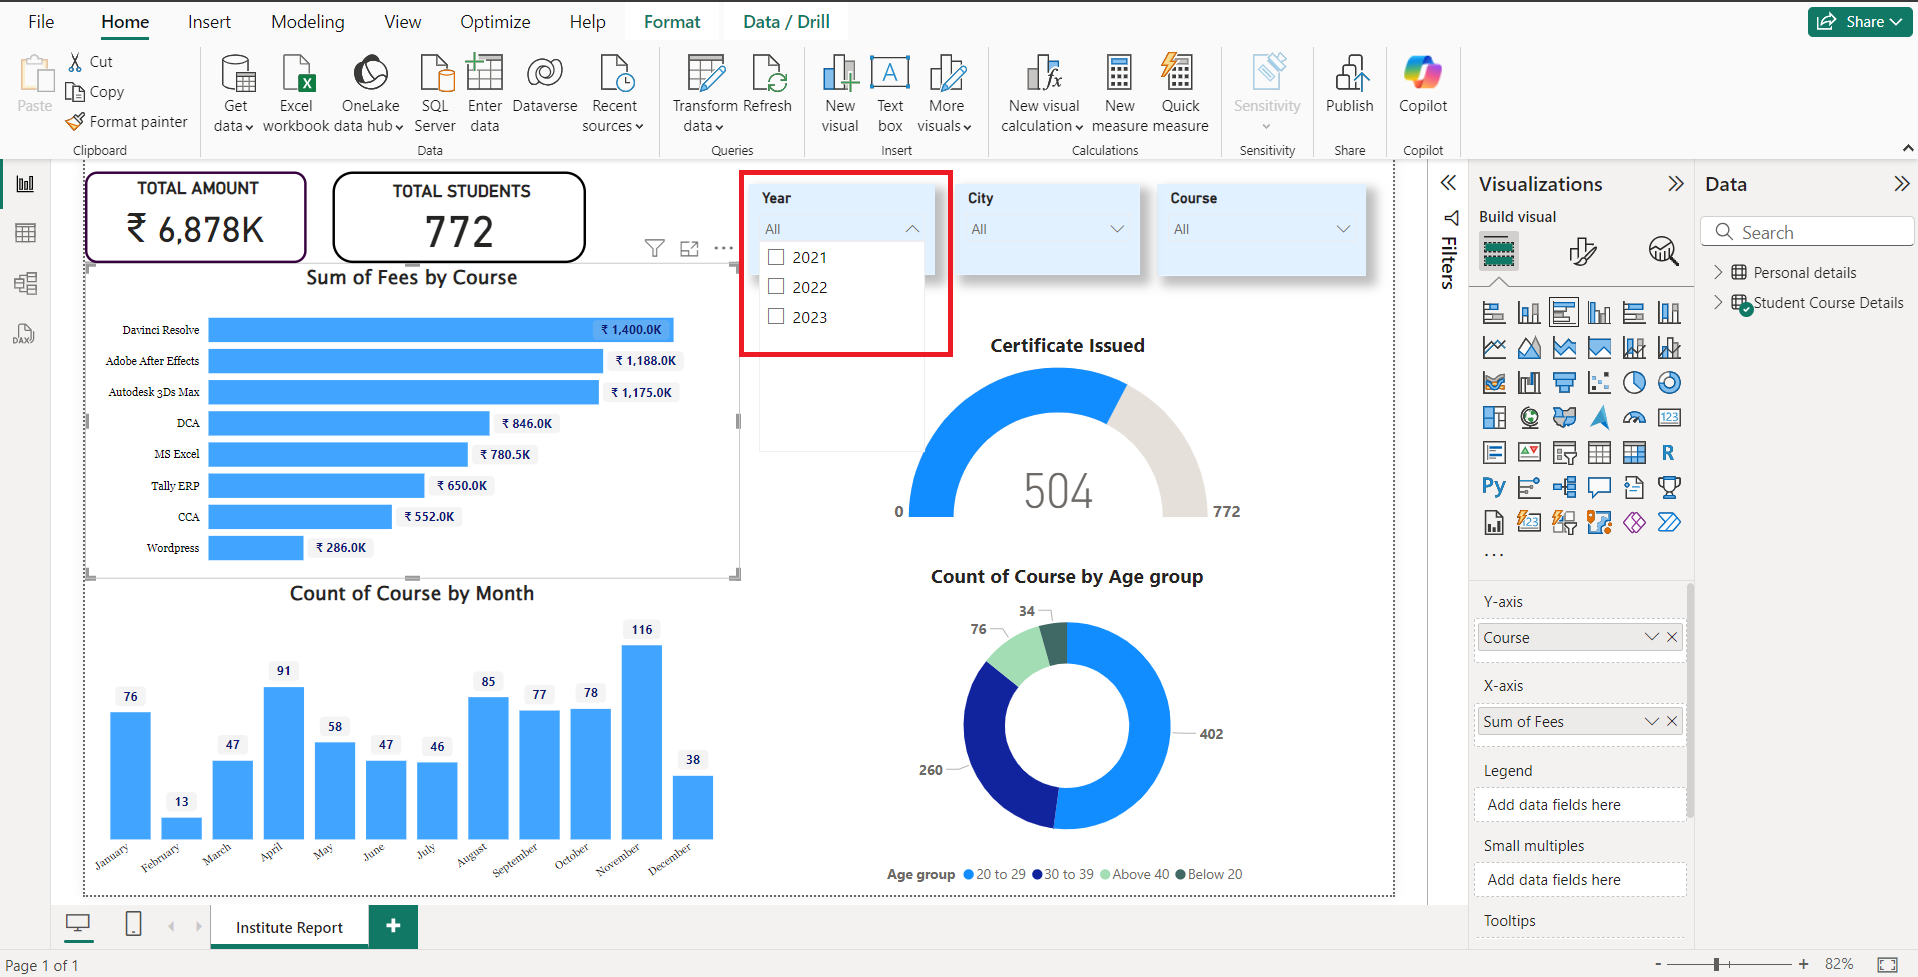 File Home Insert Modeling View Optimize Help Format Data / Drill Share
Paste
Cut
Copy
Format painter
Clipboard
Get data
Excel workbook
OneLake data hub
SQL Server
Enter data
Dataverse
Recent sources
Data
Transform data
Refresh
Queries
New visual
A
Text box
More visuals
Insert
fx
New visual calculation
New measure
Quick measure
Calculations
Sensitivity
Sensitivity
Publish
Share
Copilot
Copilot
DAX
TOTAL AMOUNT
₹ 6,878K
TOTAL STUDENTS
772
Year
All
2021
2022
2023
City
All
Course
All
Sum of Fees by Course
Davinci Resolve ₹ 1,400.0K
Adobe After Effects ₹ 1,188.0K
Autodesk 3Ds Max ₹ 1,175.0K
DCA ₹ 846.0K
MS Excel ₹ 780.5K
Tally ERP ₹ 650.0K
CCA ₹ 552.0K
Wordpress ₹ 286.0K
Certificate Issued
504
0 772
Count of Course by Month
76 13 47 91 58 47 46 85 77 78 116 38
January February March April May June July August September October November December
Count of Course by Age group
34
76
402
260
Age group 20 to 29 30 to 39 Above 40 Below 20
Filters
Visualizations
Build visual
123
R
Py
123
...
Y-axis
Course
X-axis
Sum of Fees
Legend
Add data fields here
Small multiples
Add data fields here
Tooltips
Data
Search
Personal details
Student Course Details
Institute Report +
Page 1 of 1
- + 82%